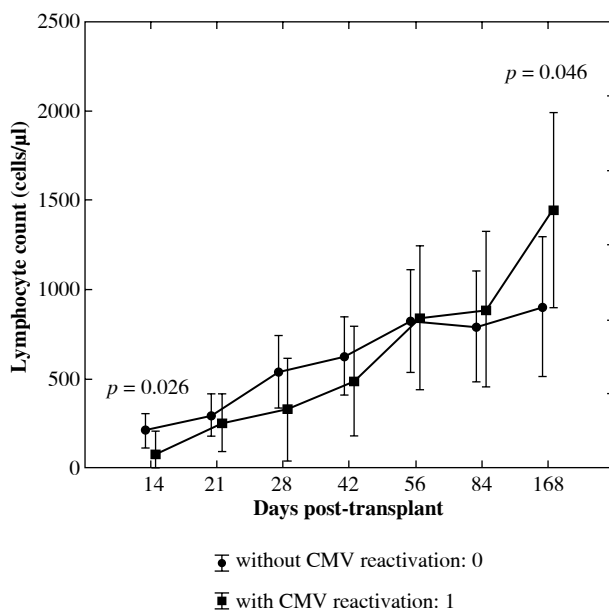 2500
p = 0.046
2000
1500
1000
500
p = 0.026
0
Lymphocyte count (cells/µl)
14 21 28 42 56 84 168
Days post-transplant
without CMV reactivation: 0
with CMV reactivation: 1